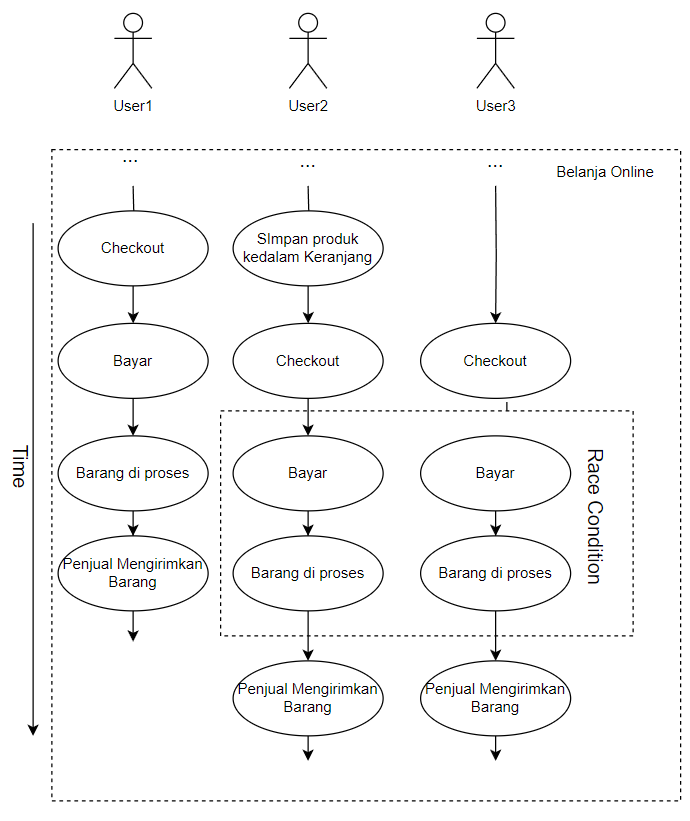 User1
User2
User3
...
...
...
Belanja Online
Checkout
SImpan produk
kedalam Keranjang
Bayar
Checkout
Checkout
Time
Barang di proses
Bayar
Bayar
Race Condition
Penjual Mengirimkan
Barang
Barang di proses
Barang di proses
Penjual Mengirimkan
Barang
Penjual Mengirimkan
Barang